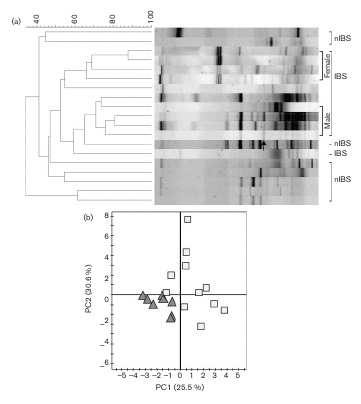 (a)
40
60
80
100
nIBS
Female
IBS
Male
nIBS
IBS
nIBS
(b)
8
6
4
2
0
−2
−4
−6
PC2 (30.6 %)
−5 −4 −3 −2 −1 0 1 2 3 4 5
PC1 (25.5 %)